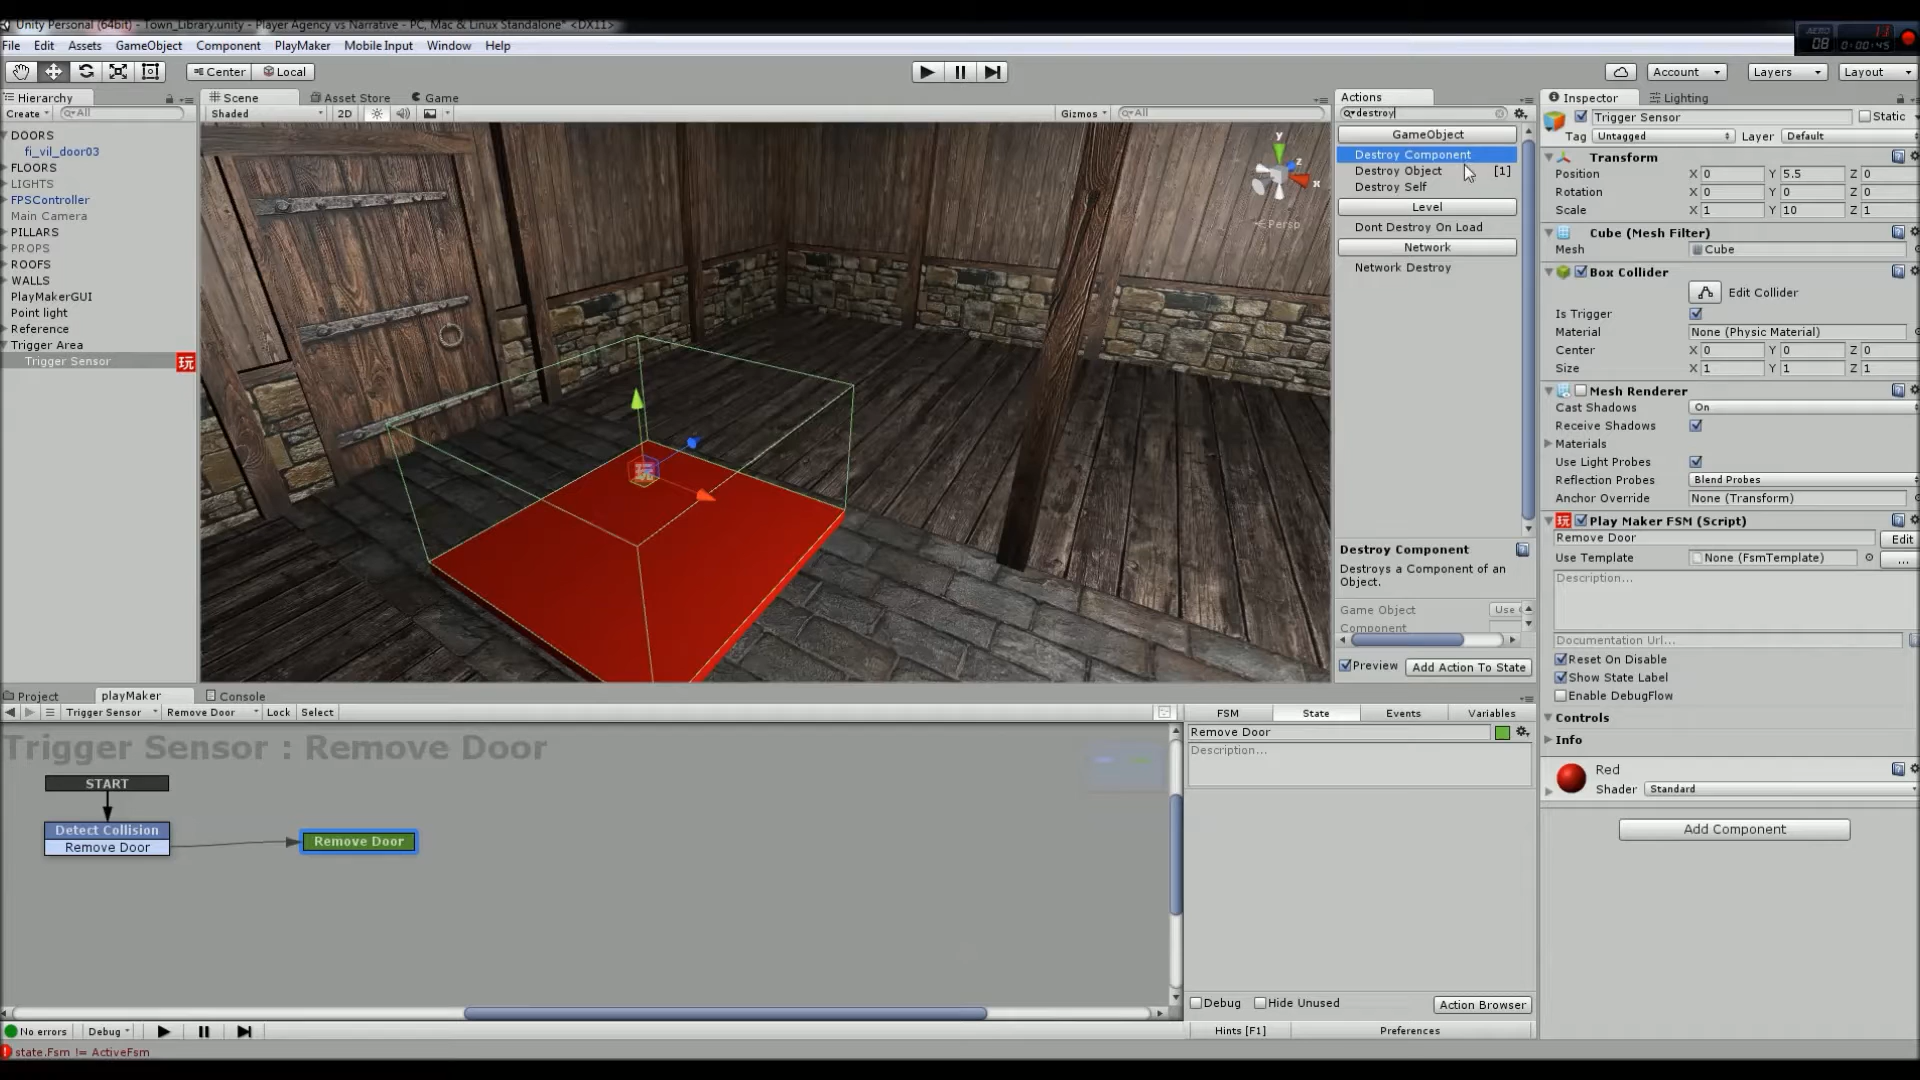 Unity Personal (64bit) - Town_Library.unity - Player Agency vs Narrative - PC, Mac & Linux Standalone* <DX11>
File Edit Assets GameObject Component PlayMaker Mobile Input Window Help
08 0:00:45
Center Local Account Layers Layout
Hierarchy
Create All
DOORS
fi_vil_door03
FLOORS
LIGHTS
FPSController
Main Camera
PILLARS
PROPS
ROOFS
WALLS
PlayMakerGUI
Point light
Reference
Trigger Area
Trigger Sensor 玩
Scene Asset Store Game
Shaded 2D Gizmos All
y
z
x
Persp
玩
Actions
destroy
GameObject
Destroy Component
Destroy Object [1]
Destroy Self
Level
Dont Destroy On Load
Network
Network Destroy
Destroy Component
Destroys a Component of an
Object.
Game Object Use
Component
Preview Add Action To State
Inspector Lighting
Trigger Sensor Static
Tag Untagged Layer Default
Transform
Position X 0 Y 5.5 Z 0
Rotation X 0 Y 0 Z 0
Scale X 1 Y 10 Z 1
Cube (Mesh Filter)
Mesh Cube
Box Collider
Edit Collider
Is Trigger
Material None (Physic Material)
Center X 0 Y 0 Z 0
Size X 1 Y 1 Z 1
Mesh Renderer
Cast Shadows On
Receive Shadows
Materials
Use Light Probes
Reflection Probes Blend Probes
Anchor Override None (Transform)
玩 Play Maker FSM (Script)
Remove Door Edit
Use Template None (FsmTemplate) ...
Description...
Documentation Url...
Reset On Disable
Show State Label
Enable DebugFlow
Controls
Info
Red
Shader Standard
Add Component
Project playMaker Console
Trigger Sensor Remove Door Lock Select
Trigger Sensor : Remove Door
START
Detect Collision
Remove Door
Remove Door
FSM State Events Variables
Remove Door
Description...
Debug Hide Unused Action Browser
Hints [F1] Preferences
No errors Debug
state.Fsm != ActiveFsm